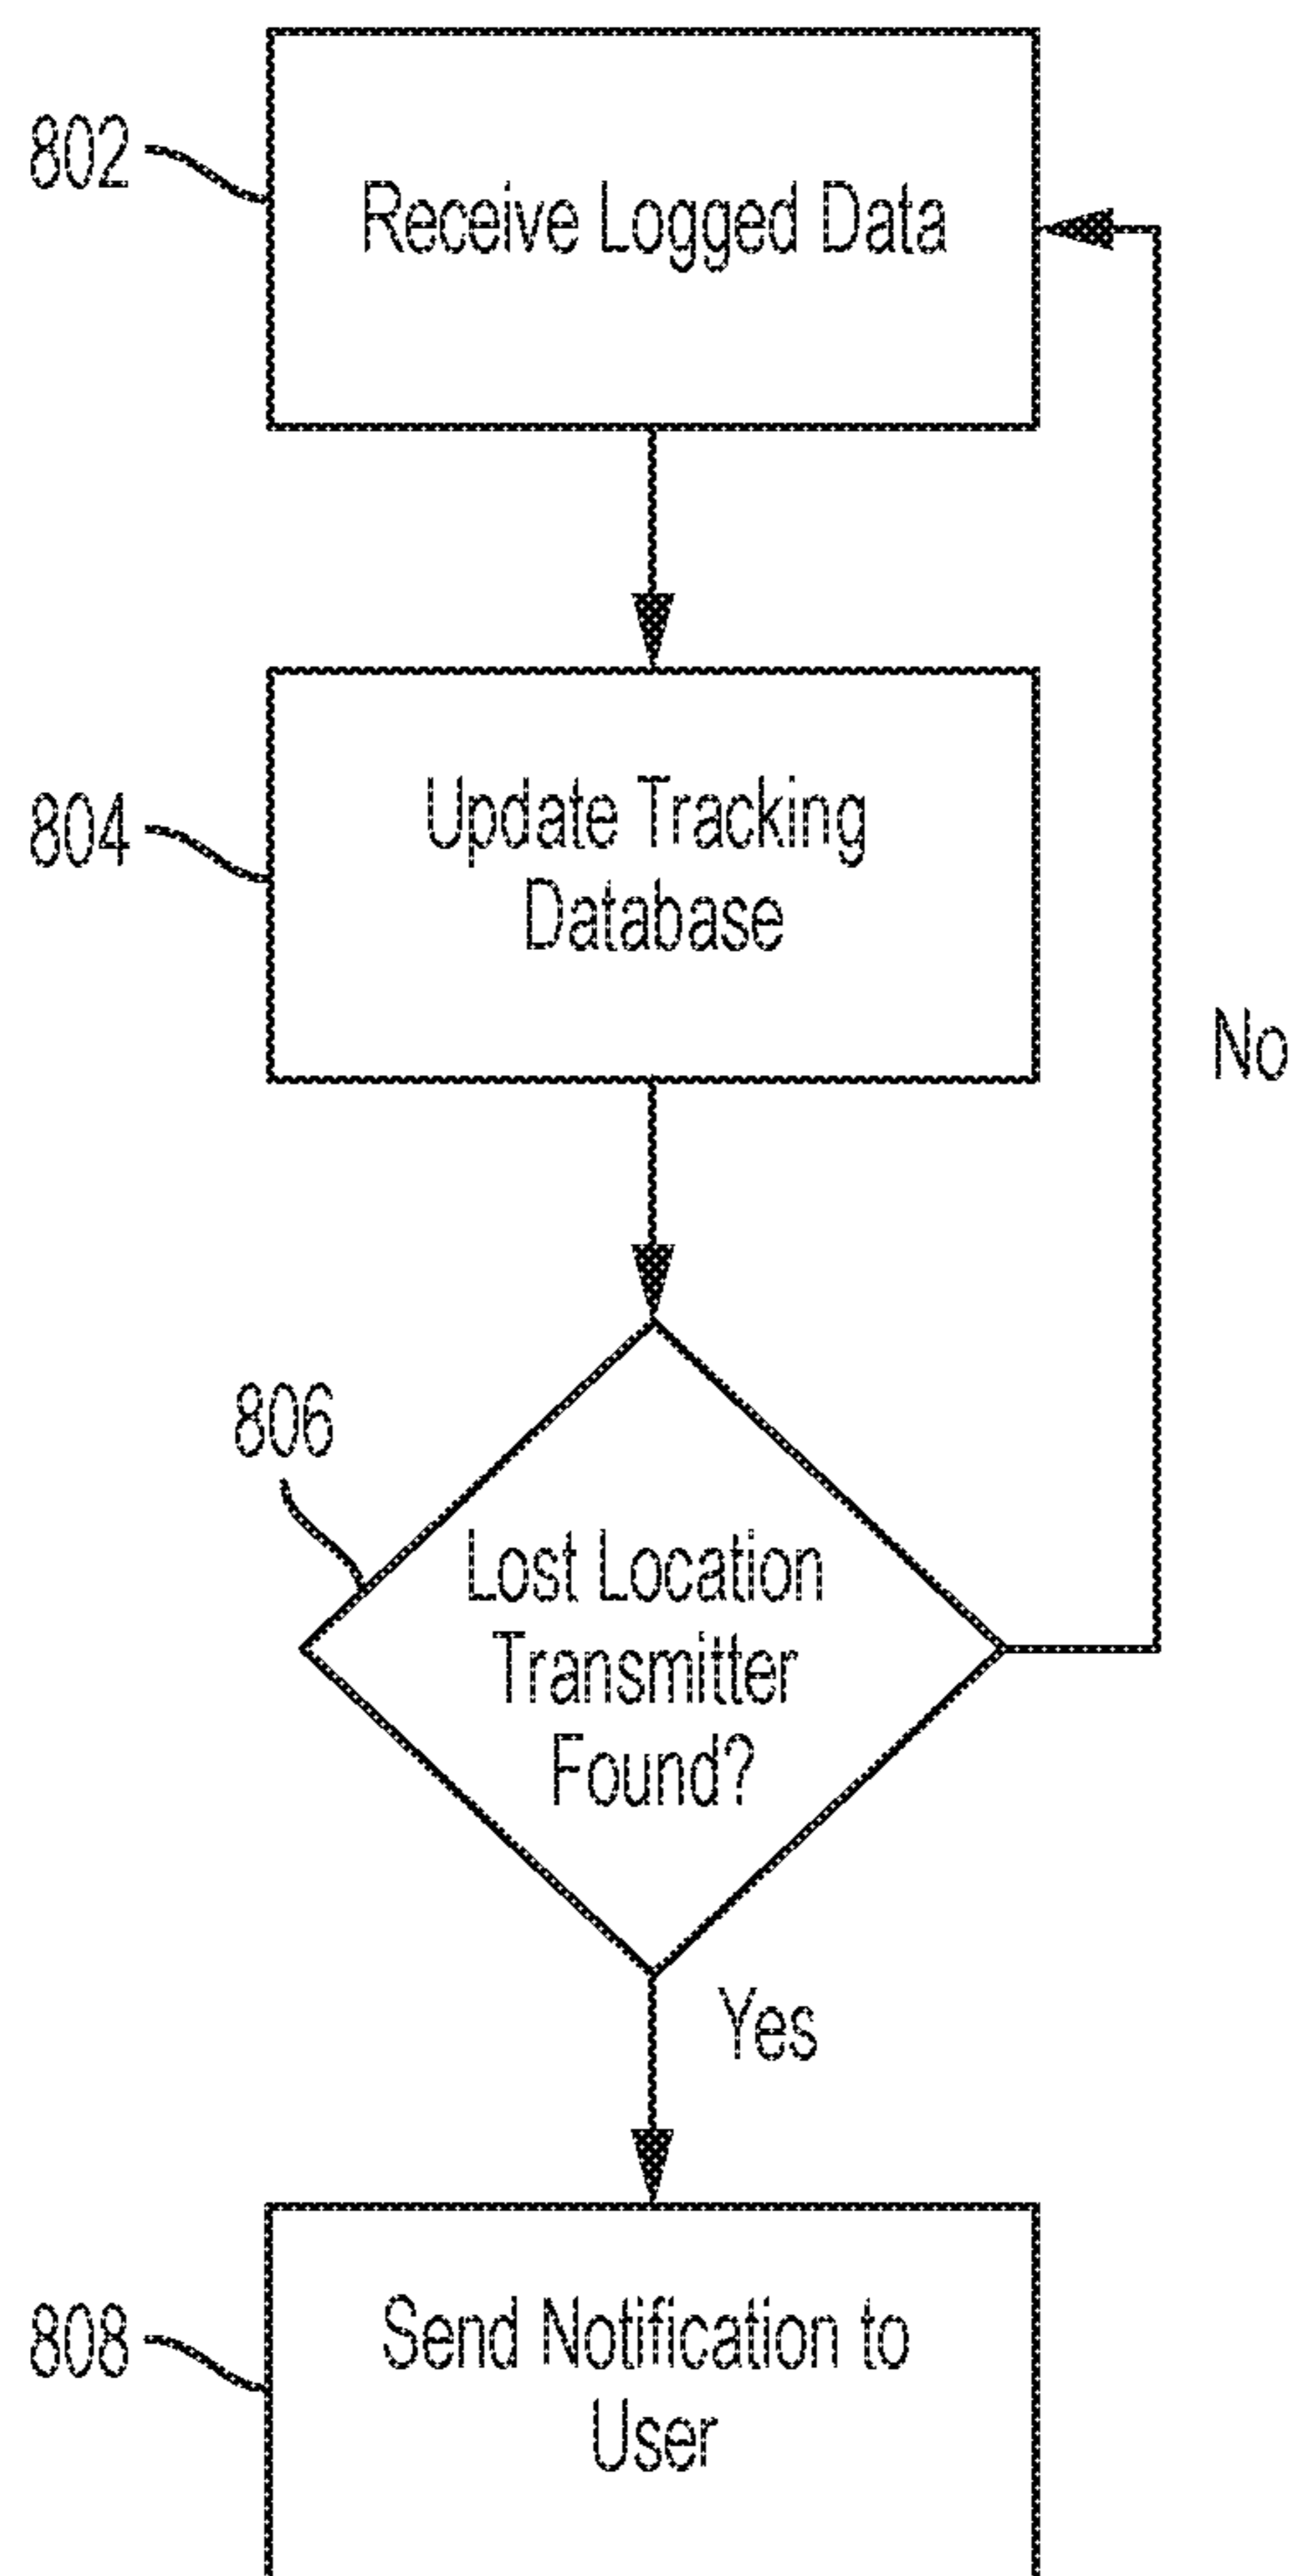 802
Receive Logged Data
804
Update Tracking
Database
No
806
Lost Location
Transmitter
Found?
Yes
808
Send Notification to
User